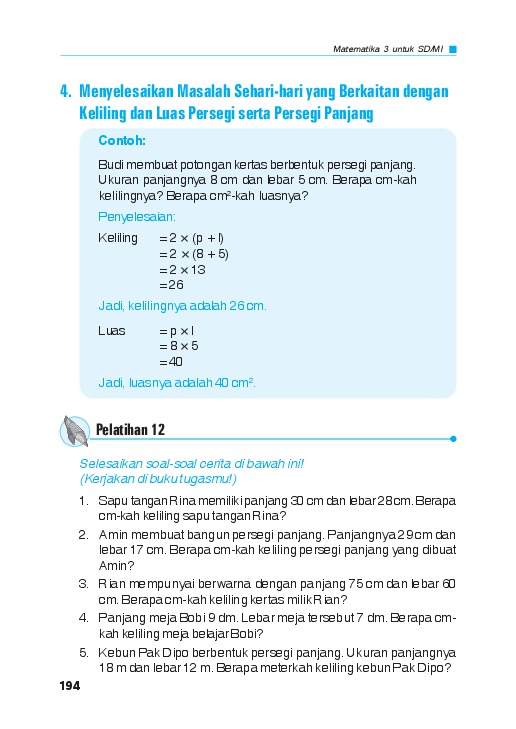 Matematika 3 untuk SD/MI
4. Menyelesaikan Masalah Sehari-hari yang Berkaitan dengan
Keliling dan Luas Persegi serta Persegi Panjang
Contoh:
Budi membuat potongan kertas berbentuk persegi panjang.
Ukuran panjangnya 8 cm dan lebar 5 cm. Berapa cm-kah
kelilingnya? Berapa cm²-kah luasnya?
Penyelesaian:
Keliling = 2 × (p + l)
= 2 × (8 + 5)
= 2 × 13
= 26
Jadi, kelilingnya adalah 26 cm.
Luas = p × l
= 8 × 5
= 40
Jadi, luasnya adalah 40 cm².
Pelatihan 12
Selesaikan soal-soal cerita di bawah ini!
(Kerjakan di buku tugasmu!)
1. Sapu tangan Rina memiliki panjang 30 cm dan lebar 28 cm. Berapa
cm-kah keliling sapu tangan Rina?
2. Amin membuat bangun persegi panjang. Panjangnya 29 cm dan
lebar 17 cm. Berapa cm-kah keliling persegi panjang yang dibuat
Amin?
3. Rian mempunyai berwarna dengan panjang 75 cm dan lebar 60
cm. Berapa cm-kah keliling kertas milik Rian?
4. Panjang meja Bobi 9 dm. Lebar meja tersebut 7 dm. Berapa cm-
kah keliling meja belajar Bobi?
5. Kebun Pak Dipo berbentuk persegi panjang. Ukuran panjangnya
18 m dan lebar 12 m. Berapa meterkah keliling kebun Pak Dipo?
194